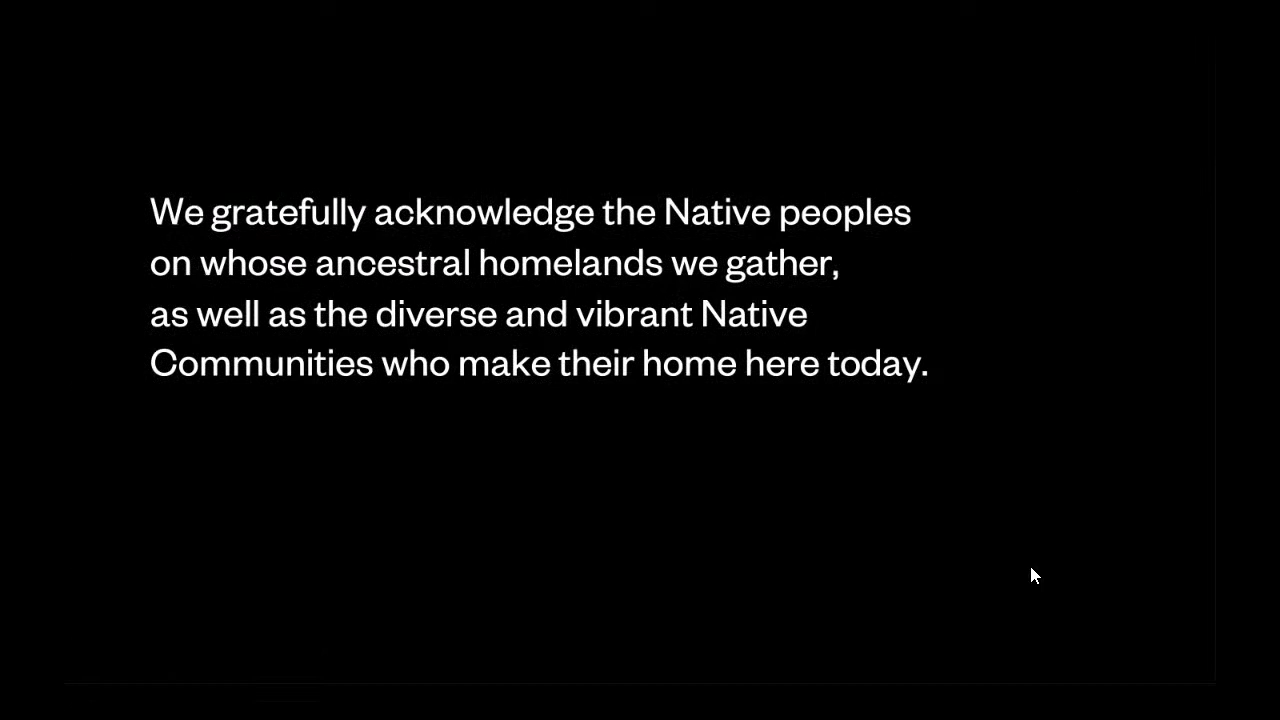 We gratefully acknowledge the Native peoples
on whose ancestral homelands we gather,
as well as the diverse and vibrant Native
Communities who make their home here today.